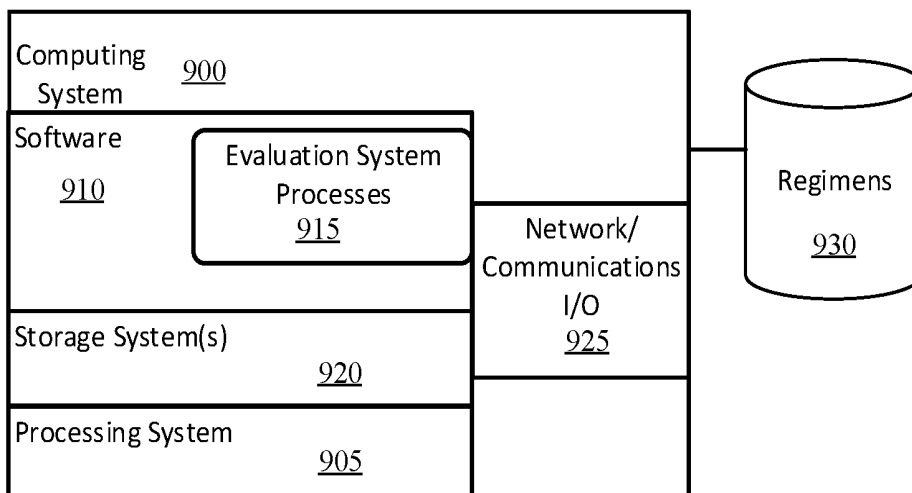 Computing
System
900
Software
910
Evaluation System
Processes
915
Network/
Communications
I/O
925
Storage System(s)
920
Processing System
905
Regimens
930